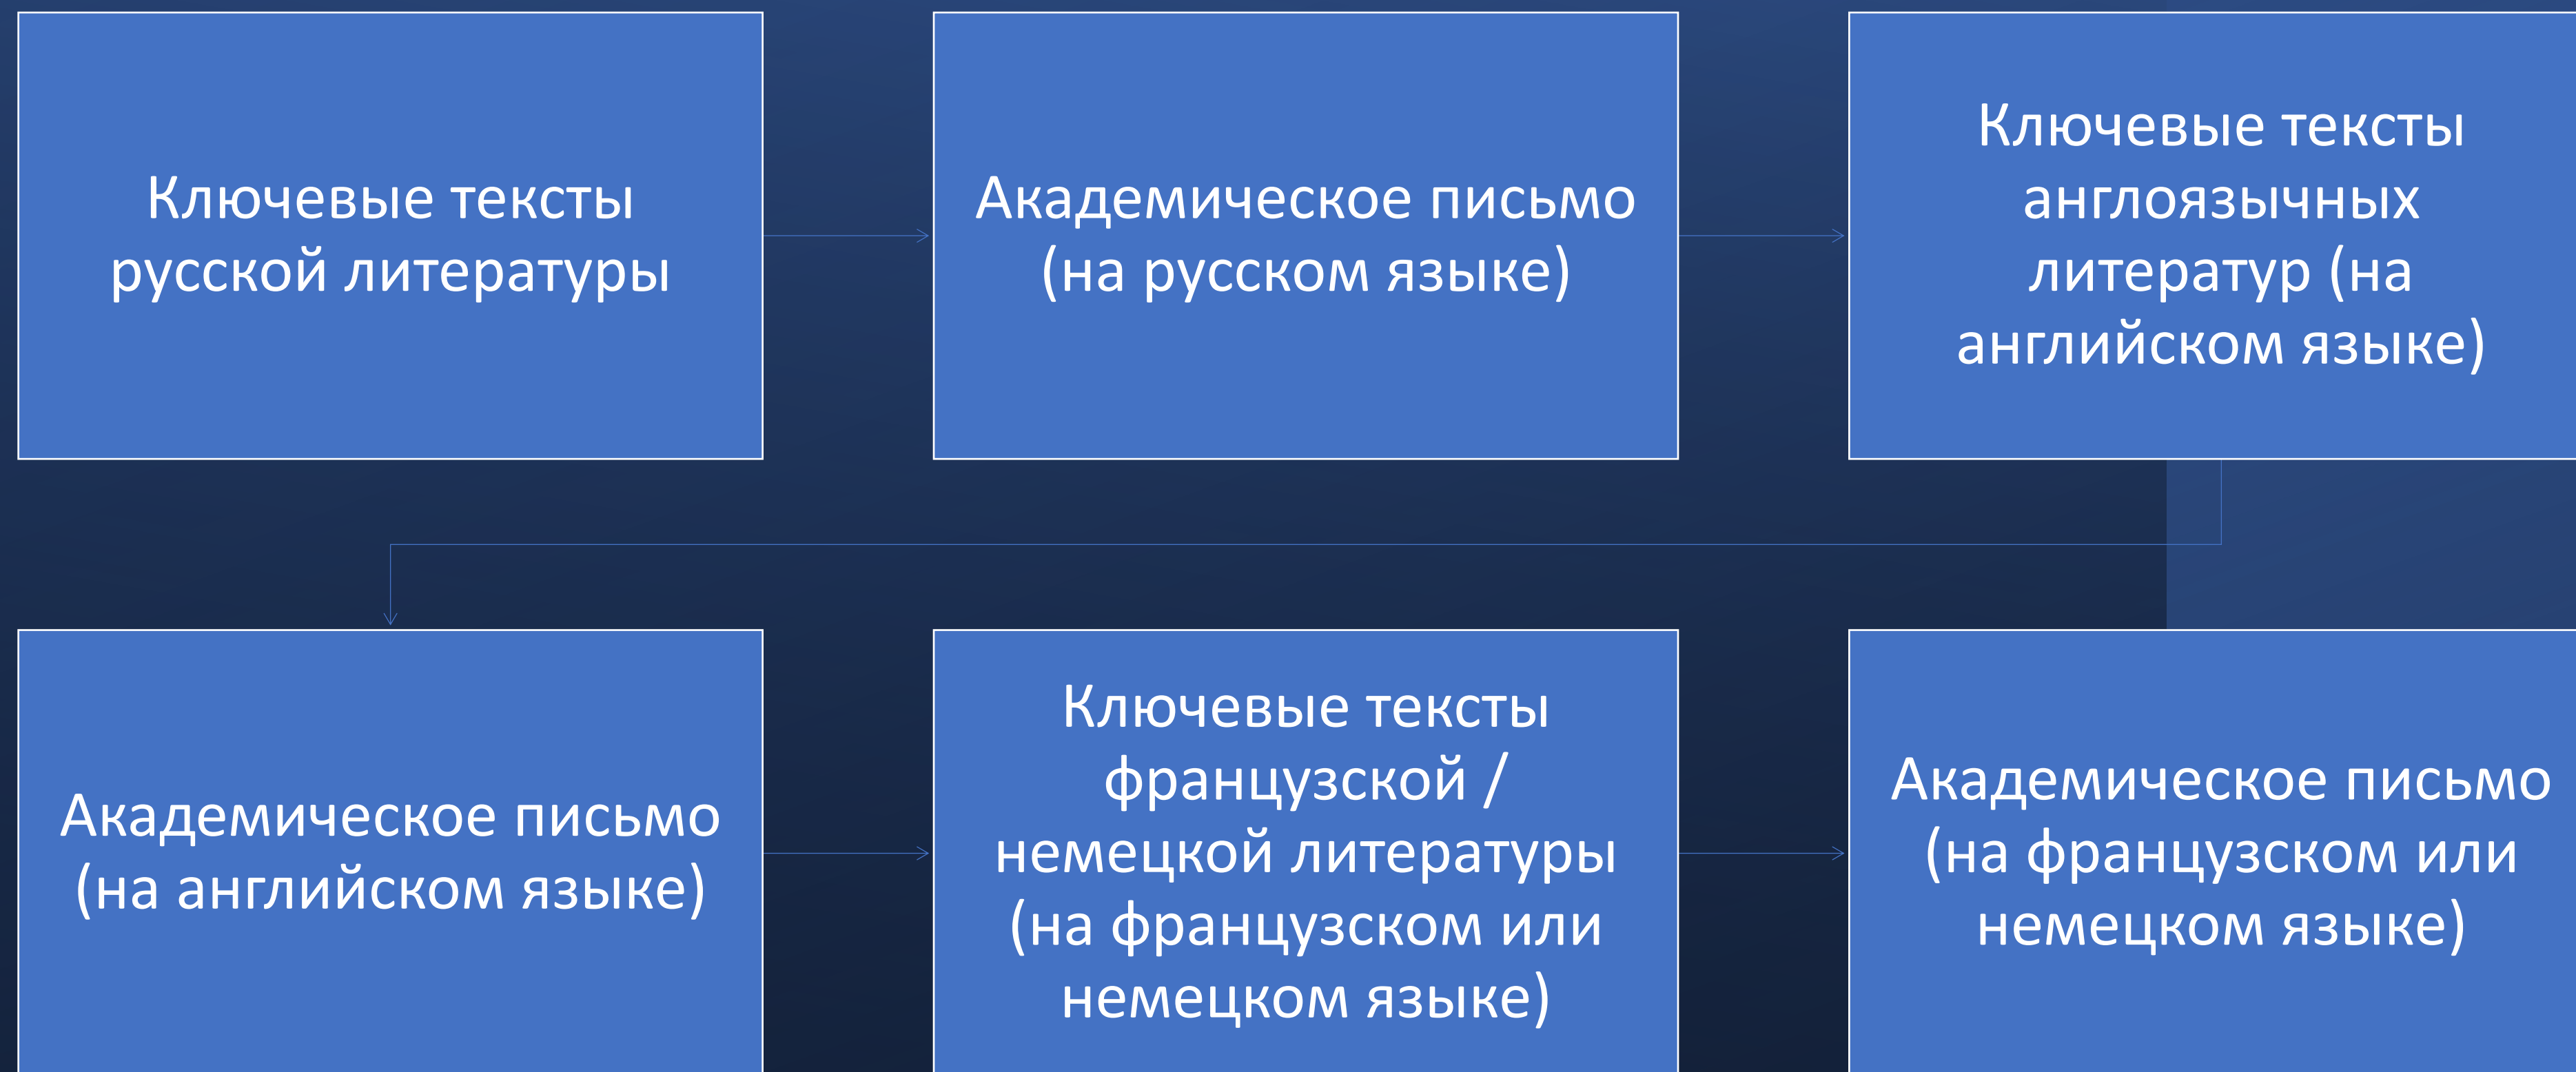 Ключевые тексты
русской литературы
Академическое письмо
(на русском языке)
Ключевые тексты
англоязычных
литератур (на
английском языке)
Академическое письмо
(на английском языке)
Ключевые тексты
французской /
немецкой литературы
(на французском или
немецком языке)
Академическое письмо
(на французском или
немецком языке)